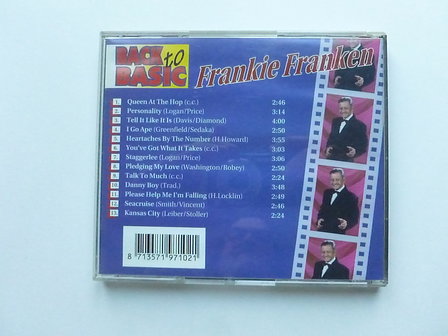 BACK to BASIC
Frankie Franken
1. Queen At The Hop (c.c.) 2:46
2. Personality (Logan/Price) 3:14
3. Tell It Like It Is (Davis/Diamond) 4:00
4. I Go Ape (Greenfield/Sedaka) 2:50
5. Heartaches By The Number (H.Howard) 3:55
6. You've Got What It Takes (c.c.) 3:03
7. Staggerlee (Logan/Price) 3:06
8. Pledging My Love (Washington/Bobey) 2:50
9. Talk To Much (c.c.) 2:24
10. Danny Boy (Trad.) 3:48
11. Please Help Me I'm Falling (H.Locklin) 2:49
12. Seacruise (Smith/Vincent) 2:46
13. Kansas City (Leiber/Stoller) 2:24
8 713571 971021